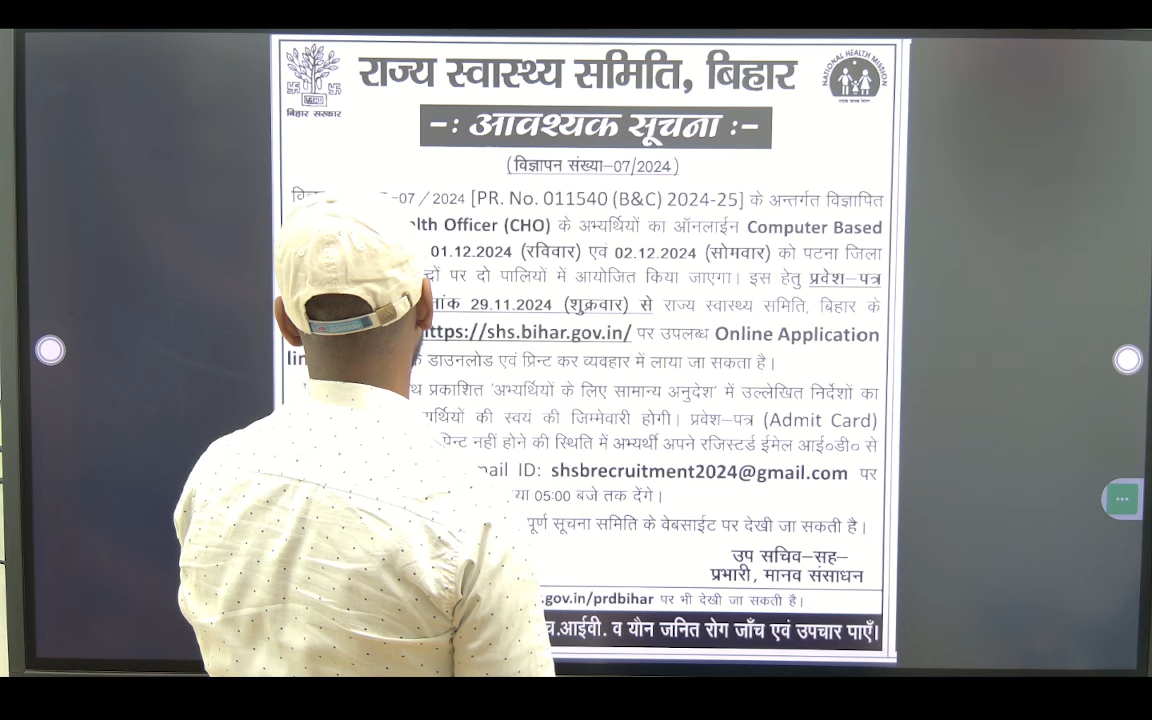 राज्य स्वास्थ्य समिति, बिहार
बिहार सरकार
NATIONAL HEALTH MISSION
-: आवश्यक सूचना :-
(विज्ञापन संख्या-07/2024)
-07 / 2024 [PR. No. 011540 (B&C) 2024-25] के अन्तर्गत विज्ञापित
Officer (CHO) के अभ्यर्थियों का ऑनलाईन Computer Based
01.12.2024 (रविवार) एवं 02.12.2024 (सोमवार) को पटना जिला
पर दो पालियों में आयोजित किया जाएगा। इस हेतु प्रवेश-पत्र
29.11.2024 (शुक्रवार) से राज्य स्वास्थ्य समिति, बिहार के
https://shs.bihar.gov.in/ पर उपलब्ध Online Application
डाउनलोड एवं प्रिन्ट कर व्यवहार में लाया जा सकता है।
प्रकाशित 'अभ्यर्थियों के लिए सामान्य अनुदेश' में उल्लेखित निर्देशों का
की स्वयं की जिम्मेवारी होगी। प्रवेश-पत्र (Admit Card)
प्रिन्ट नहीं होने की स्थिति में अभ्यर्थी अपने रजिस्टर्ड ईमेल आई०डी० से
ID: shsbrecruitment2024@gmail.com पर
05:00 बजे तक देंगे।
पूर्ण सूचना समिति के वेबसाईट पर देखी जा सकती है।
उप सचिव-सह-
प्रभारी, मानव संसाधन
.gov.in/prdbihar पर भी देखी जा सकती है।
च.आई.वी. व यौन जनित रोग जाँच एवं उपचार पाएँ।